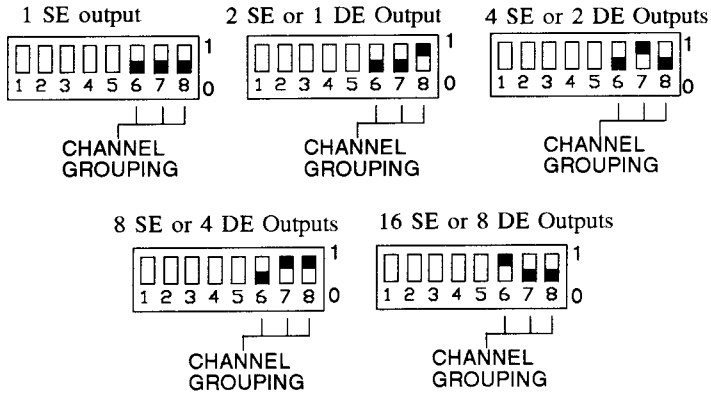 1 SE output
1
1 2 3 4 5 6 7 8
0
CHANNEL
GROUPING
2 SE or 1 DE Output
1
1 2 3 4 5 6 7 8
0
CHANNEL
GROUPING
4 SE or 2 DE Outputs
1
1 2 3 4 5 6 7 8
0
CHANNEL
GROUPING
8 SE or 4 DE Outputs
1
1 2 3 4 5 6 7 8
0
CHANNEL
GROUPING
16 SE or 8 DE Outputs
1
1 2 3 4 5 6 7 8
0
CHANNEL
GROUPING